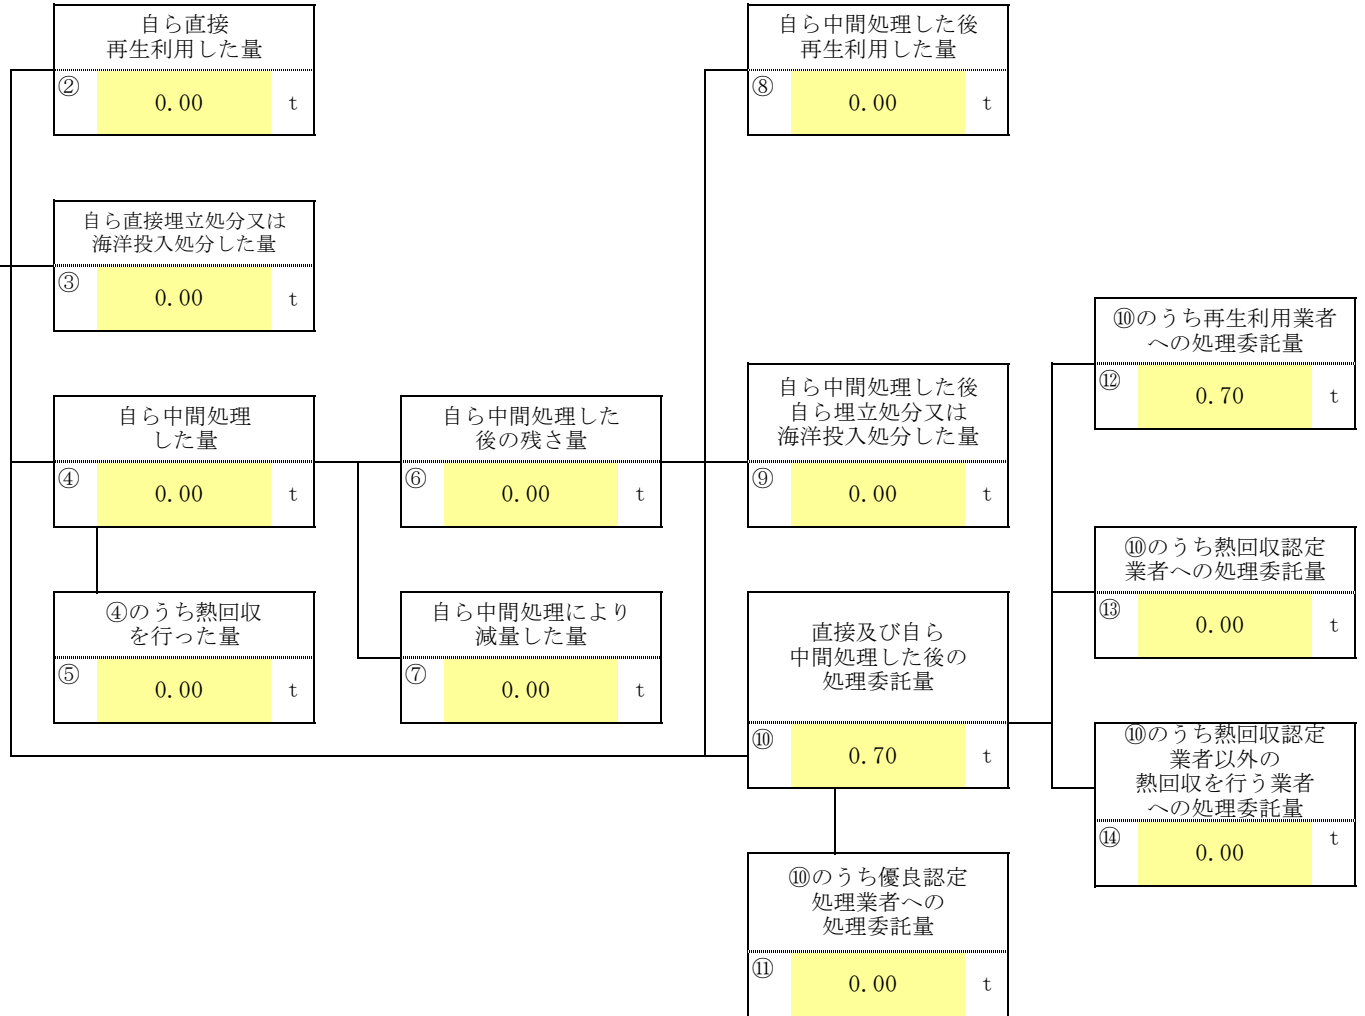 自ら直接
再生利用した量
②
0.00
t
自ら中間処理した後
再生利用した量
⑧
0.00
t
自ら直接埋立処分又は
海洋投入処分した量
③
0.00
t
⑩のうち再生利用業者
への処理委託量
⑫
0.70
t
自ら中間処理
した量
④
0.00
t
自ら中間処理した
後の残さ量
⑥
0.00
t
自ら中間処理した後
自ら埋立処分又は
海洋投入処分した量
⑨
0.00
t
⑩のうち熱回収認定
業者への処理委託量
⑬
0.00
t
④のうち熱回収
を行った量
⑤
0.00
t
自ら中間処理により
減量した量
⑦
0.00
t
直接及び自ら
中間処理した後の
処理委託量
⑩
0.70
t
⑩のうち熱回収認定
業者以外の
熱回収を行う業者
への処理委託量
⑭
0.00
t
⑩のうち優良認定
処理業者への
処理委託量
⑪
0.00
t